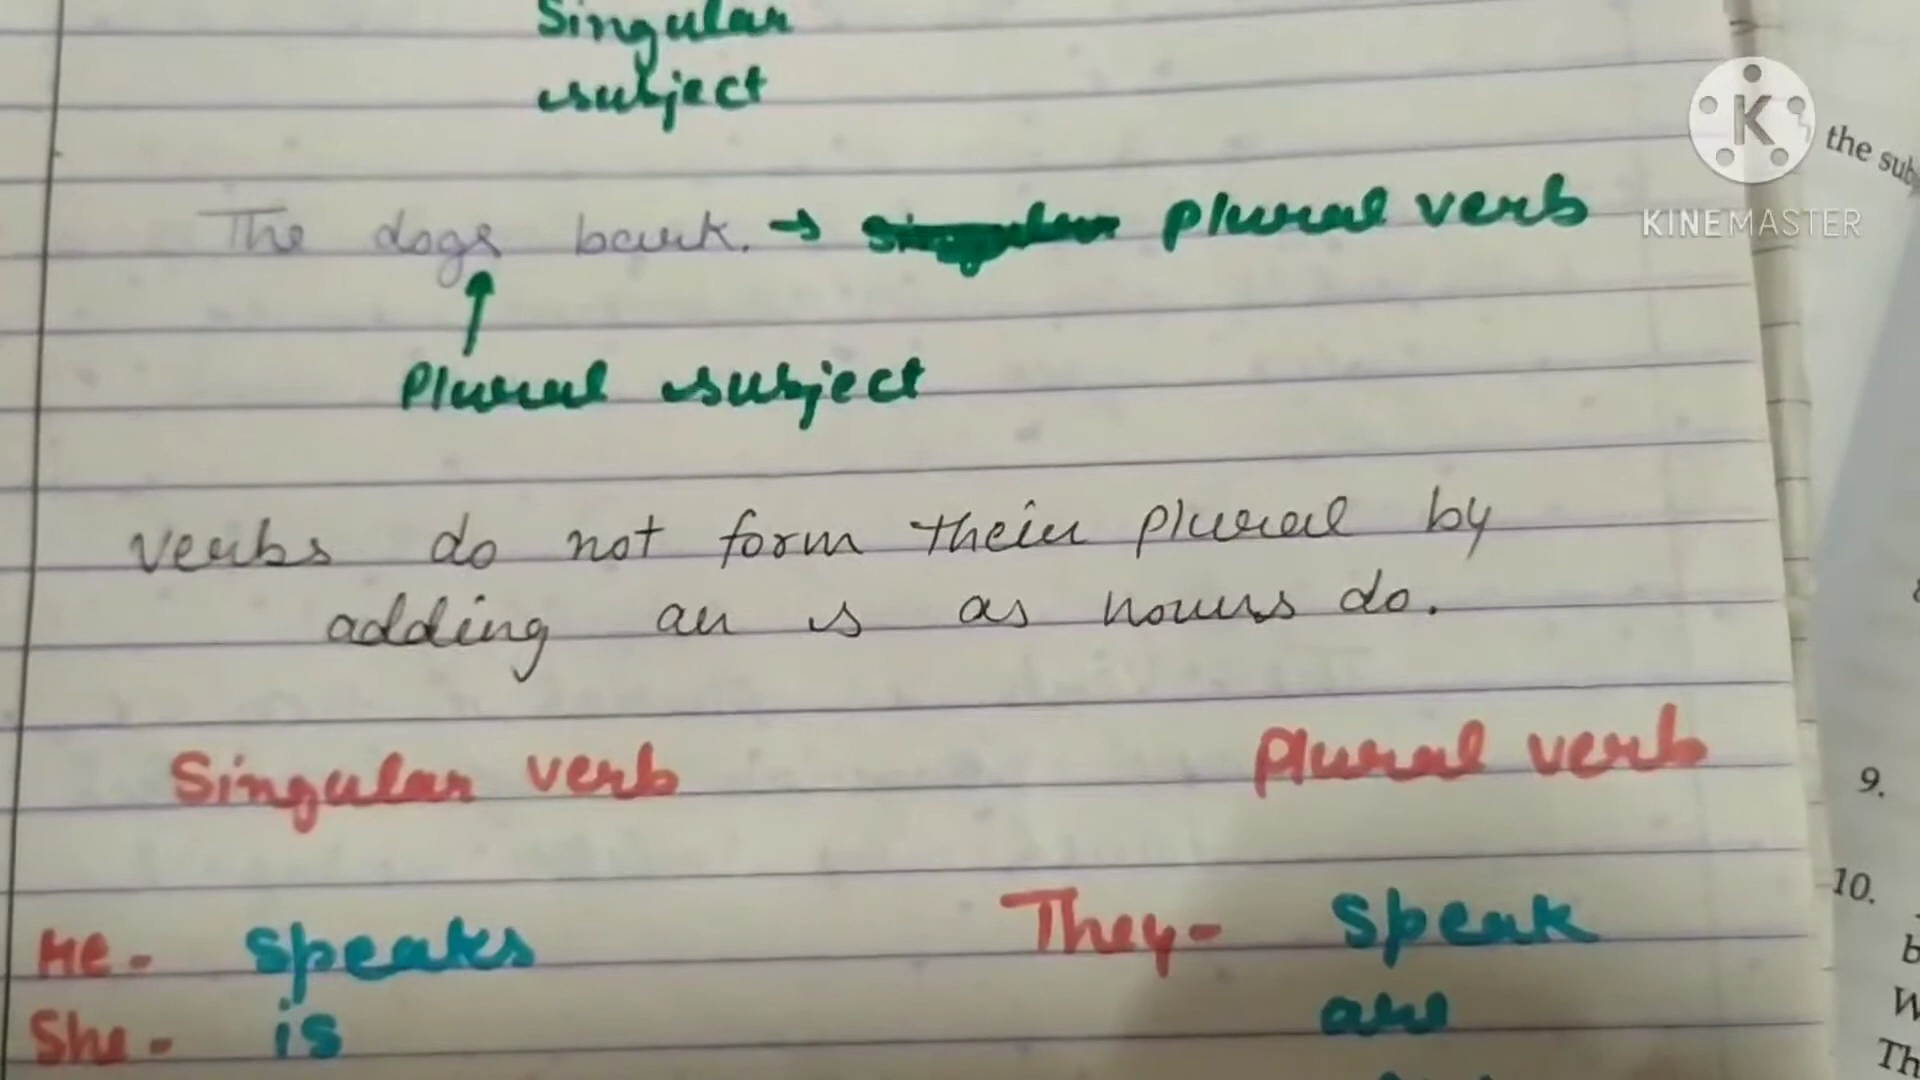 Singular
subject
The dogs bark. → plural verb
Plural subject
verbs do not form their plural by
adding an s as nouns do.
Singular verb plural verb
He - speaks They - speak
She - is are
K
KINEMASTER
the sub
9.
10.
b
W
Th